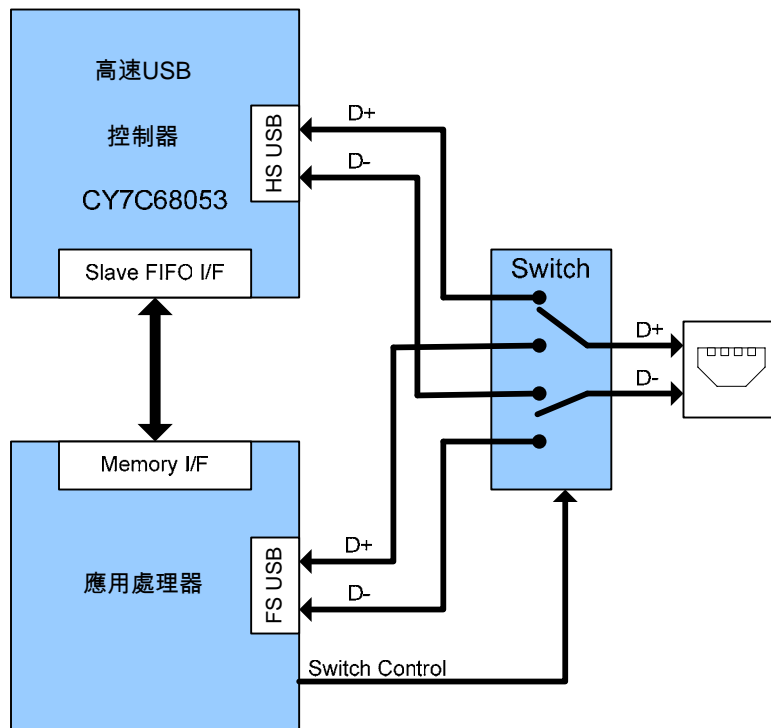 高速USB
控制器
CY7C68053
HS USB
Slave FIFO I/F
D+
D-
Switch
D+
D-
Memory I/F
應用處理器
FS USB
D+
D-
Switch Control